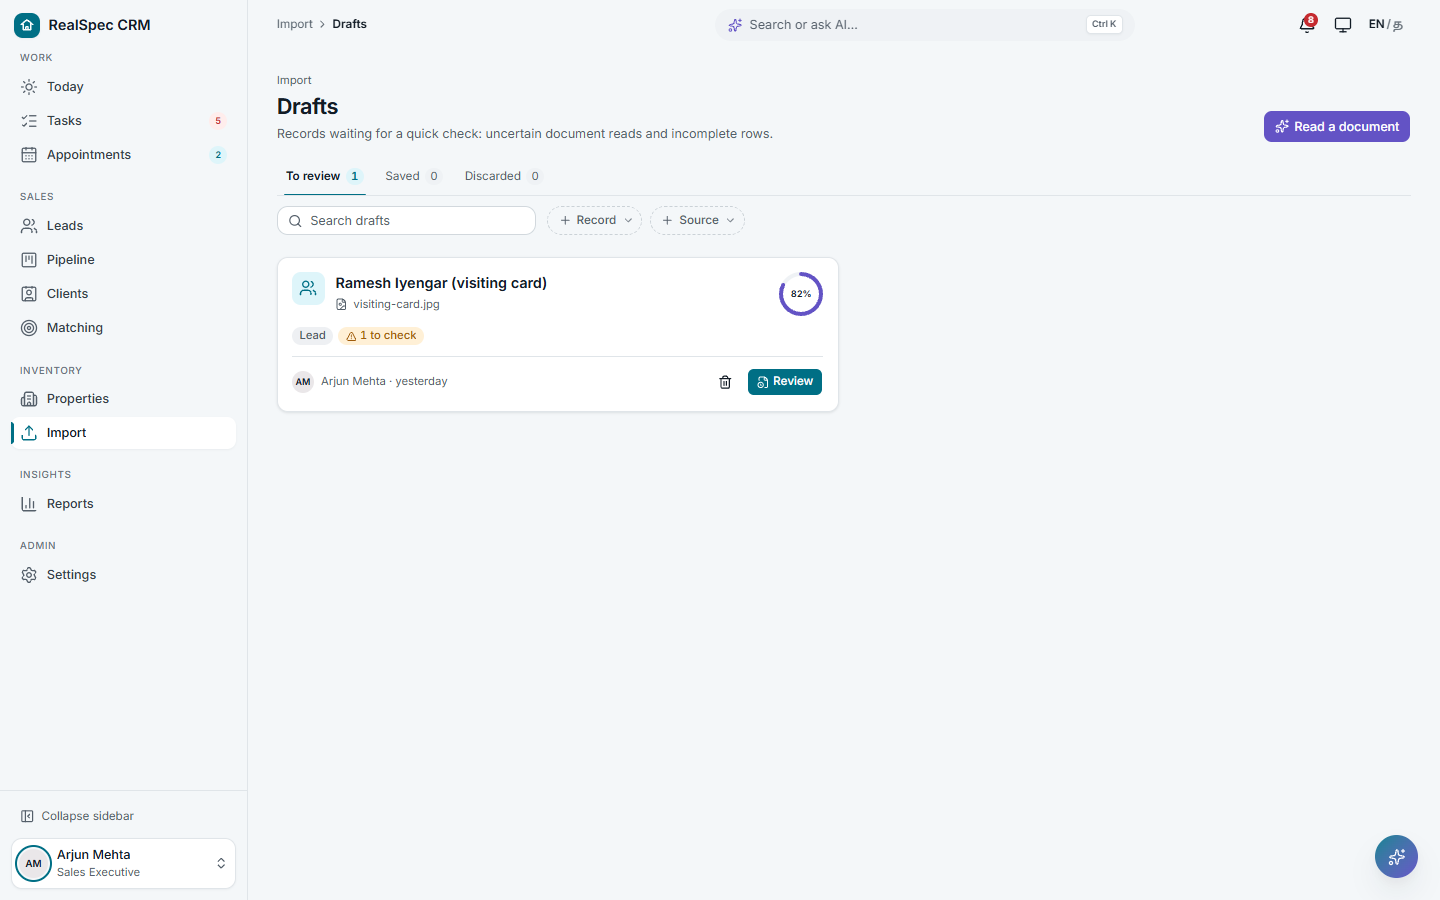 RealSpec CRM
WORK
Today
Tasks 5
Appointments 2
SALES
Leads
Pipeline
Clients
Matching
INVENTORY
Properties
Import
INSIGHTS
Reports
ADMIN
Settings
Collapse sidebar
AM Arjun Mehta
Sales Executive
Import > Drafts
Search or ask AI... Ctrl K
8
EN / த
Import
Drafts
Records waiting for a quick check: uncertain document reads and incomplete rows.
Read a document
To review 1 Saved 0 Discarded 0
Search drafts + Record + Source
Ramesh Iyengar (visiting card)
visiting-card.jpg
82%
Lead 1 to check
AM Arjun Mehta · yesterday Review